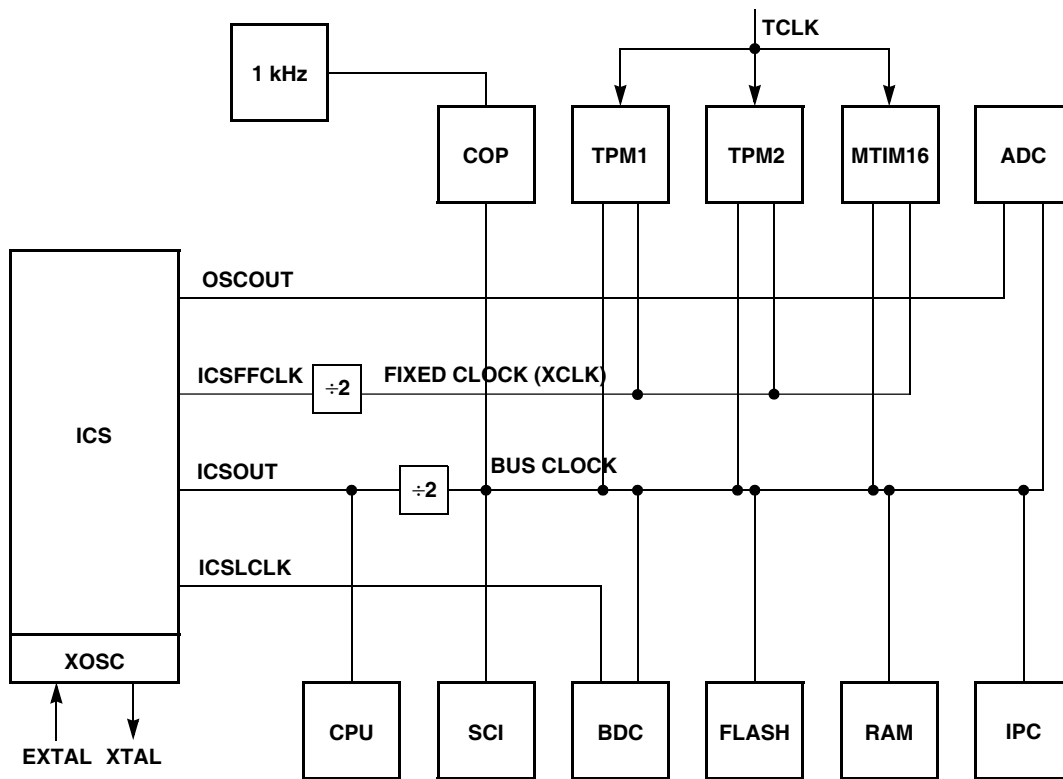 TCLK
1 kHz
COP
TPM1
TPM2
MTIM16
ADC
OSCOUT
ICSFFCLK
÷2
FIXED CLOCK (XCLK)
ICS
ICSOUT
÷2
BUS CLOCK
ICSLCLK
XOSC
EXTAL
XTAL
CPU
SCI
BDC
FLASH
RAM
IPC